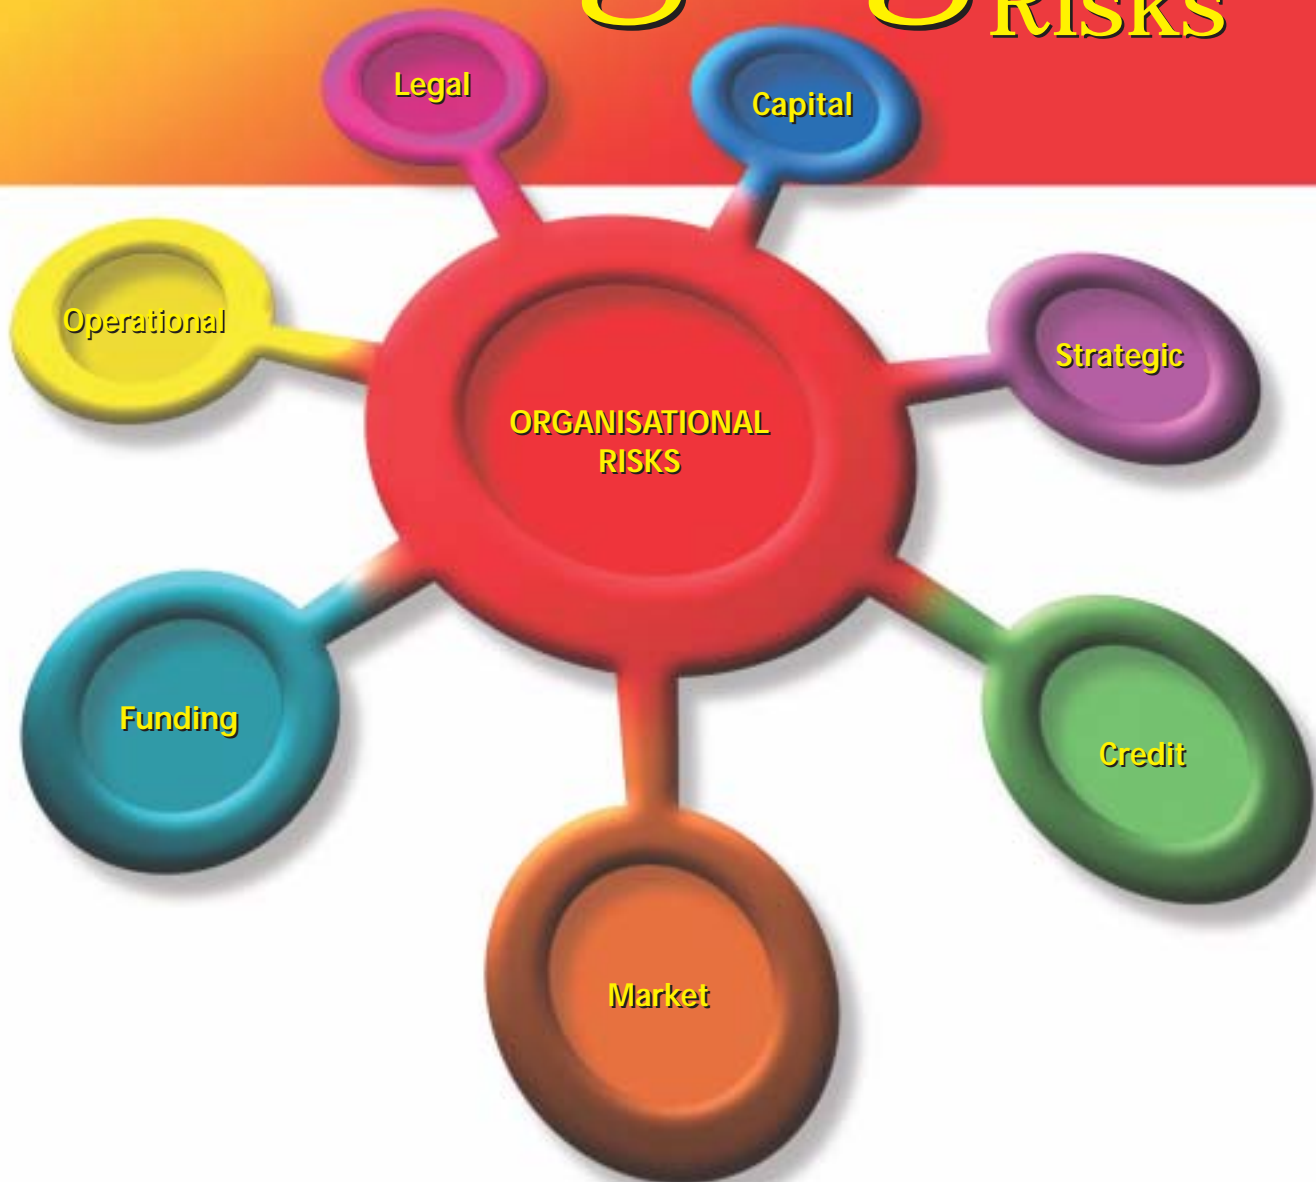 RISKS
Legal
Capital
Operational
Strategic
ORGANISATIONAL
RISKS
Funding
Credit
Market